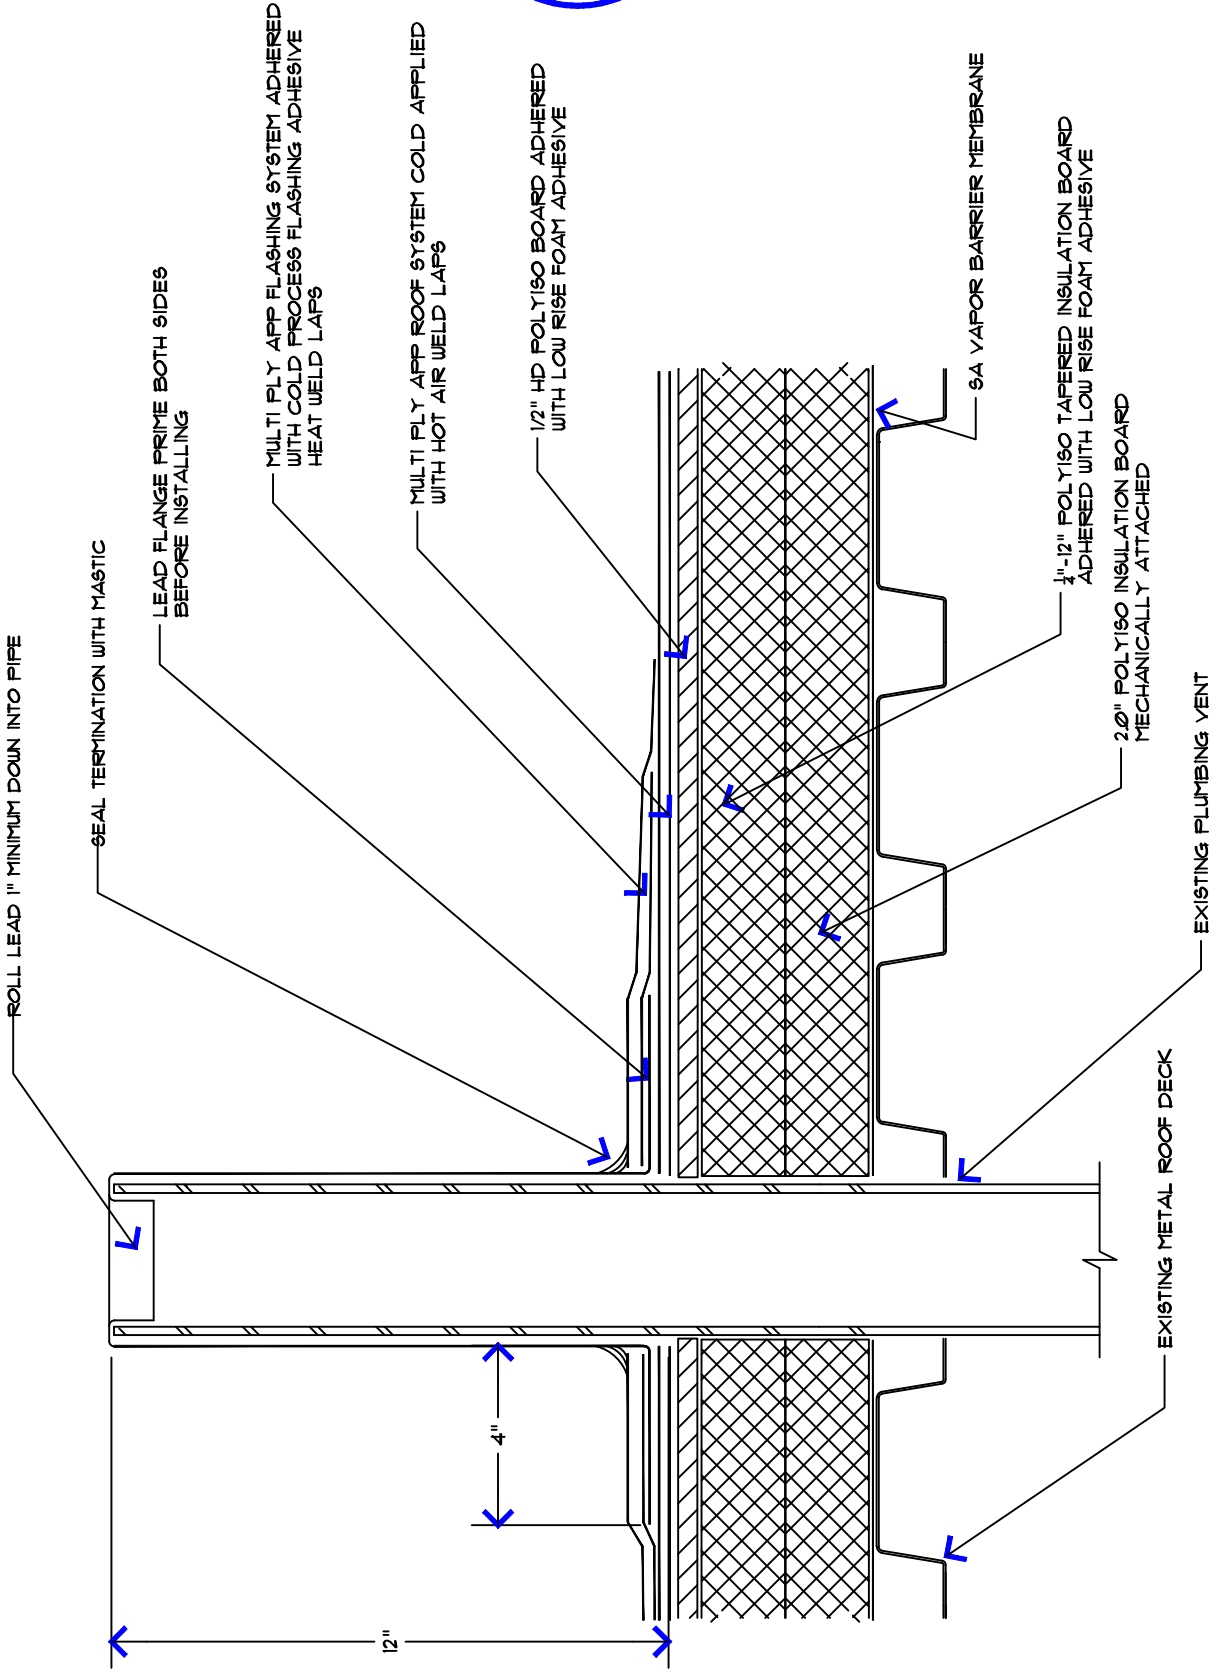 ROLL LEAD 1" MINIMUM DOWN INTO PIPE
SEAL TERMINATION WITH MASTIC
LEAD FLANGE PRIME BOTH SIDES
BEFORE INSTALLING
MULTI PLY APP FLASHING SYSTEM ADHERED
WITH COLD PROCESS FLASHING ADHESIVE
HEAT WELD LAPS
MULTI PLY APP ROOF SYSTEM COLD APPLIED
WITH HOT AIR WELD LAPS
1/2" HD POLYISO BOARD ADHERED
WITH LOW RISE FOAM ADHESIVE
SA VAPOR BARRIER MEMBRANE
1/4"-12" POLYISO TAPERED INSULATION BOARD
ADHERED WITH LOW RISE FOAM ADHESIVE
2.0" POLYISO INSULATION BOARD
MECHANICALLY ATTACHED
EXISTING PLUMBING VENT
EXISTING METAL ROOF DECK
4"
12"